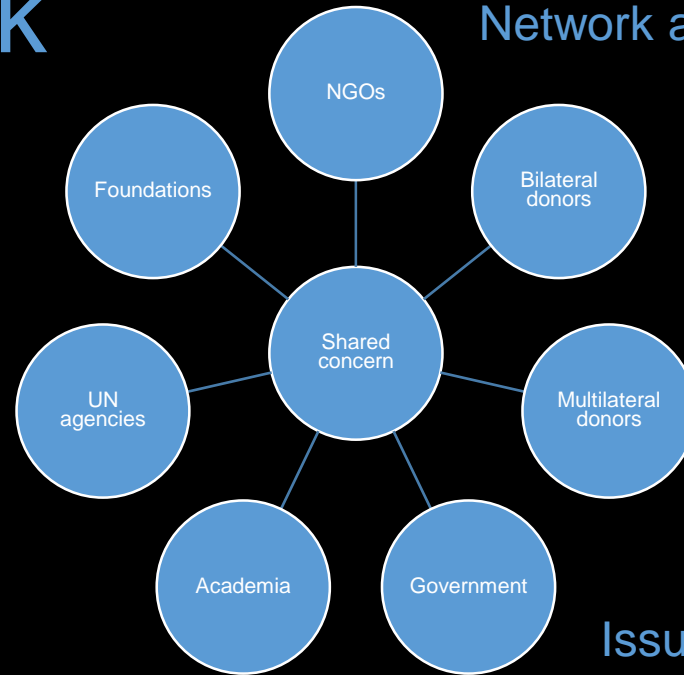 K
Network a
NGOs
Foundations
Bilateral
donors
Shared
concern
UN
agencies
Multilateral
donors
Academia
Government
Issu